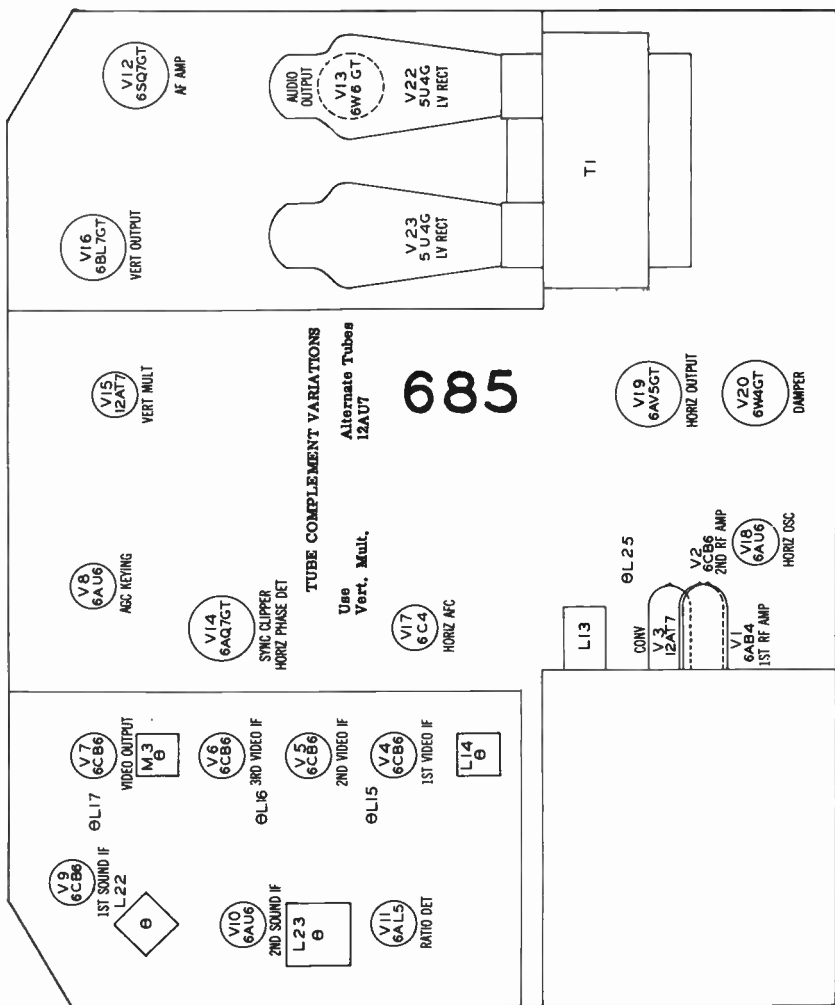 V12
6SQ7GT
AF AMP
AUDIO
OUTPUT
V13
6W6 GT
V22
5U4G
LV RECT
V16
6BL7GT
VERT OUTPUT
V23
5U4G
LV RECT
T1
V15
12AT7
VERT MULT
TUBE COMPLEMENT VARIATIONS
Use
Alternate Tubes
Vert. Mult.
12AU7
685
V19
6AV5GT
HORIZ OUTPUT
V20
6W4GT
DAMPER
V8
6AU6
AGC KEYING
V14
6AQ7GT
SYNC CLIPPER
HORIZ PHASE DET
V17
6C4
HORIZ AFC
L25
V18
6AU6
HORIZ OSC
L13
CONV
V3
12AT7
V2
6CB6
2ND RF AMP
V1
6AB4
1ST RF AMP
V7
6CB6
VIDEO OUTPUT
M3
V6
6CB6
3RD VIDEO IF
V5
6CB6
2ND VIDEO IF
V4
6CB6
1ST VIDEO IF
L14
L17
L16
L15
V9
6CB6
1ST SOUND IF
L22
V10
6AU6
2ND SOUND IF
L23
V11
6AL5
RATIO DET